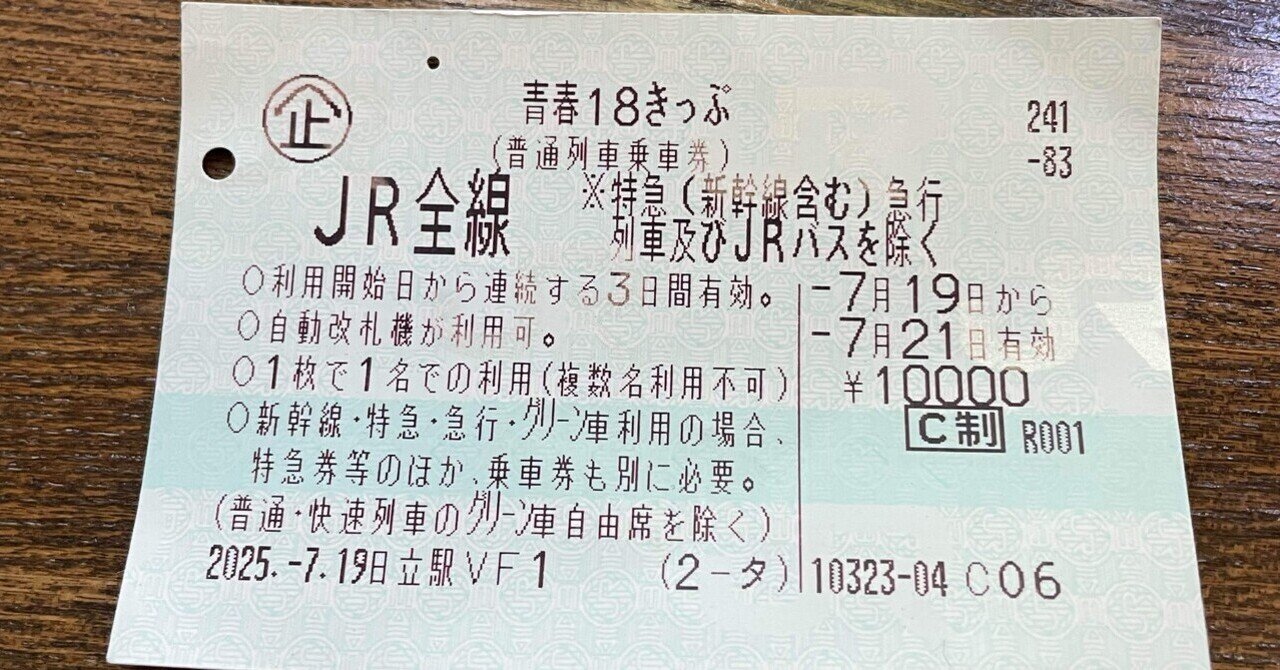 企
青春18きっぷ
241
(普通列車乗車券)
-83
JR全線
※特急(新幹線含む)急行
列車及びJRバスを除く
○利用開始日から連続する3日間有効。
-7月19日から
○自動改札機が利用可。
-7月21日有効
○1枚で1名での利用(複数名利用不可)
¥10000
○新幹線・特急・急行・グリーン車利用の場合、
C制 R001
特急券等のほか、乗車券も別に必要。
(普通・快速列車のグリーン車自由席を除く)
2025.-7.19日立駅VF1 (2-タ) 10323-04 C06